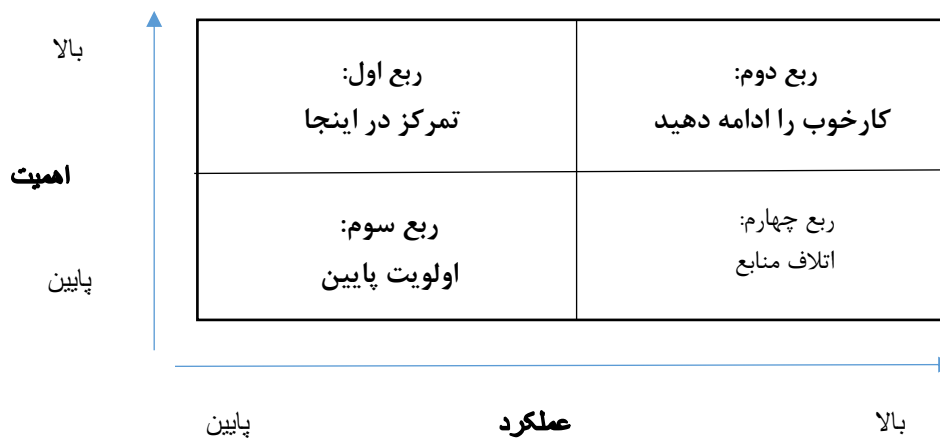 بالا
ربع اول:
تمرکز در اینجا
ربع دوم:
کارخوب را ادامه دهید
اهمیت
ربع سوم:
اولویت پایین
ربع چهارم:
اتلاف منابع
پایین
پایین
عملکرد
بالا